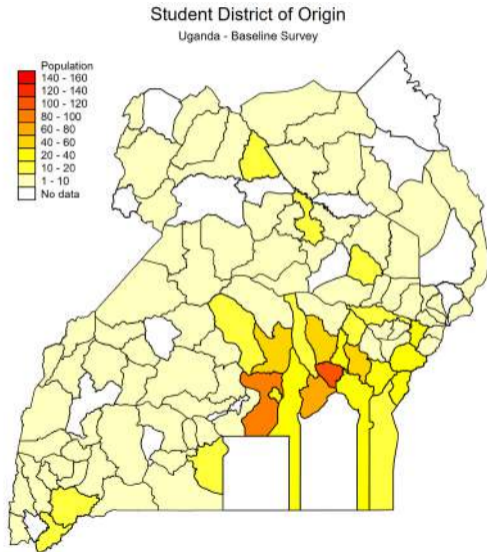 Student District of Origin
Uganda - Baseline Survey
Population
140 - 160
120 - 140
100 - 120
80 - 100
60 - 80
40 - 60
20 - 40
10 - 20
1 - 10
No data